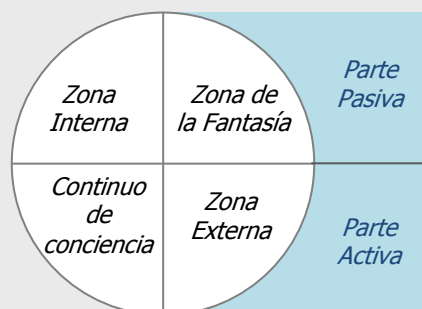 Zona
Interna
Zona de
la Fantasía
Parte
Pasiva
Continuo
de
conciencia
Zona
Externa
Parte
Activa